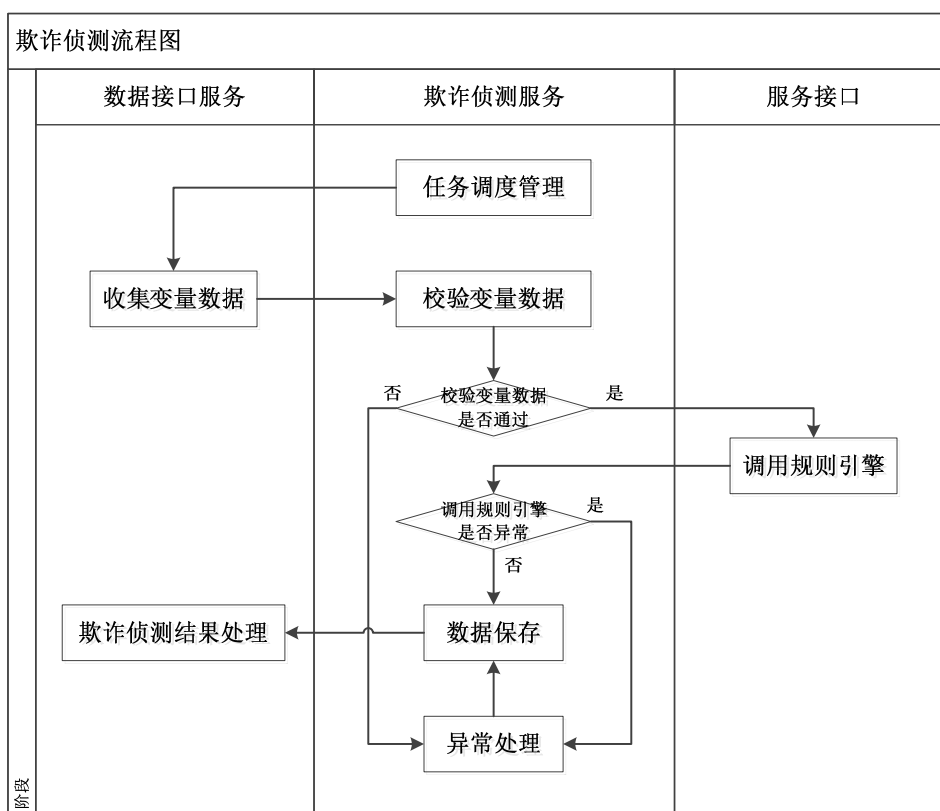 欺诈侦测流程图
数据接口服务
欺诈侦测服务
服务接口
任务调度管理
收集变量数据
校验变量数据
否
校验变量数据
是否通过
是
调用规则引擎
调用规则引擎
是否异常
是
否
欺诈侦测结果处理
数据保存
异常处理
阶段